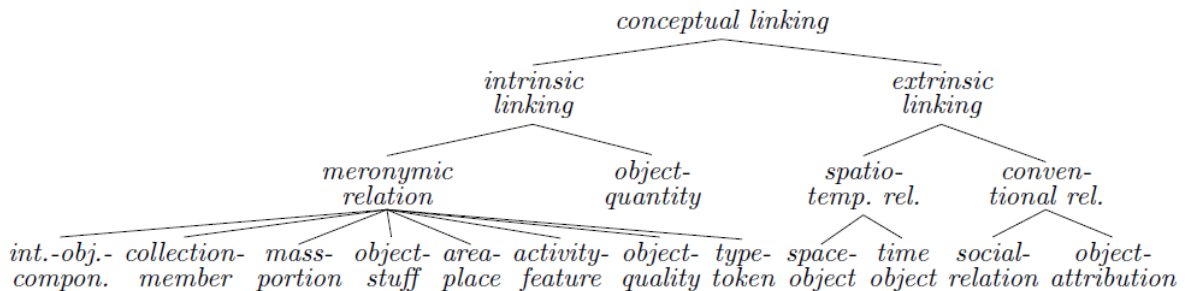 conceptual linking
intrinsic extrinsic
linking linking
meronymic object- spatio- conven-
relation quantity temp. rel. tional rel.
int.-obj.- collection- mass- object- area- activity- object- type- space- time social- object-
compon. member portion stuff place feature quality token object object relation attribution